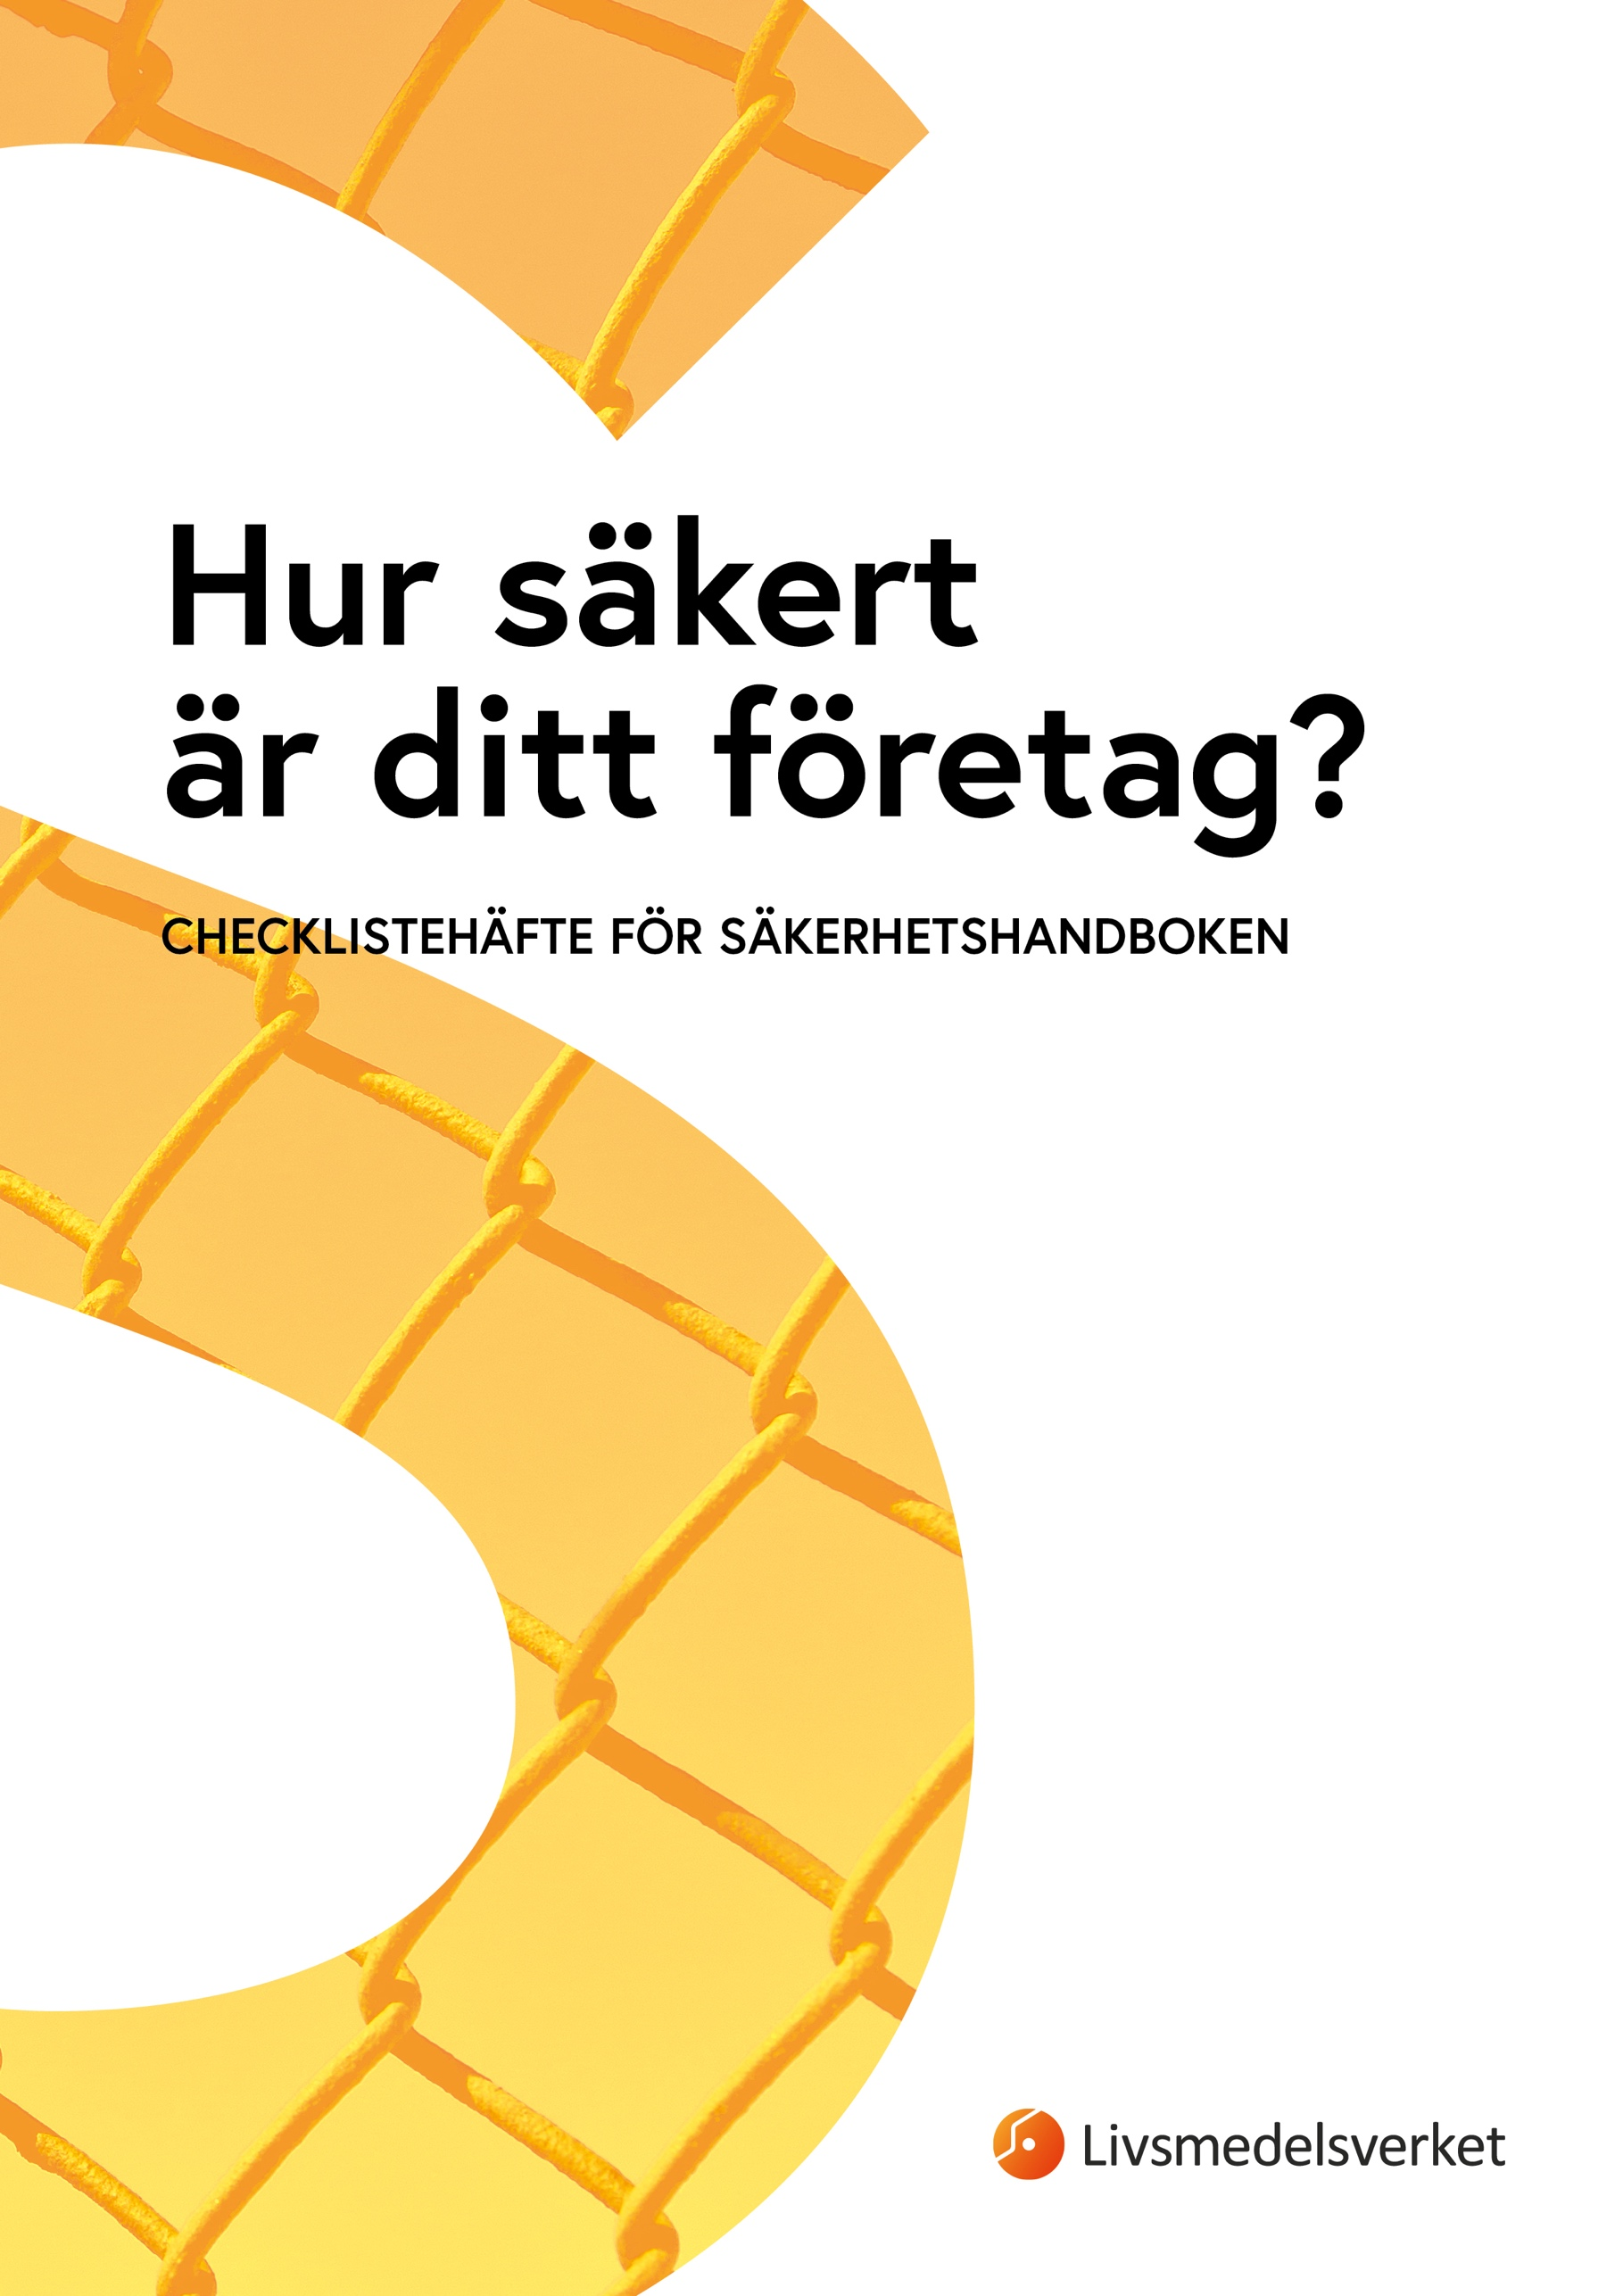 Hur säkert
är ditt företag?
CHECKLISTEHÄFTE FÖR SÄKERHETSHANDBOKEN
Livsmedelsverket